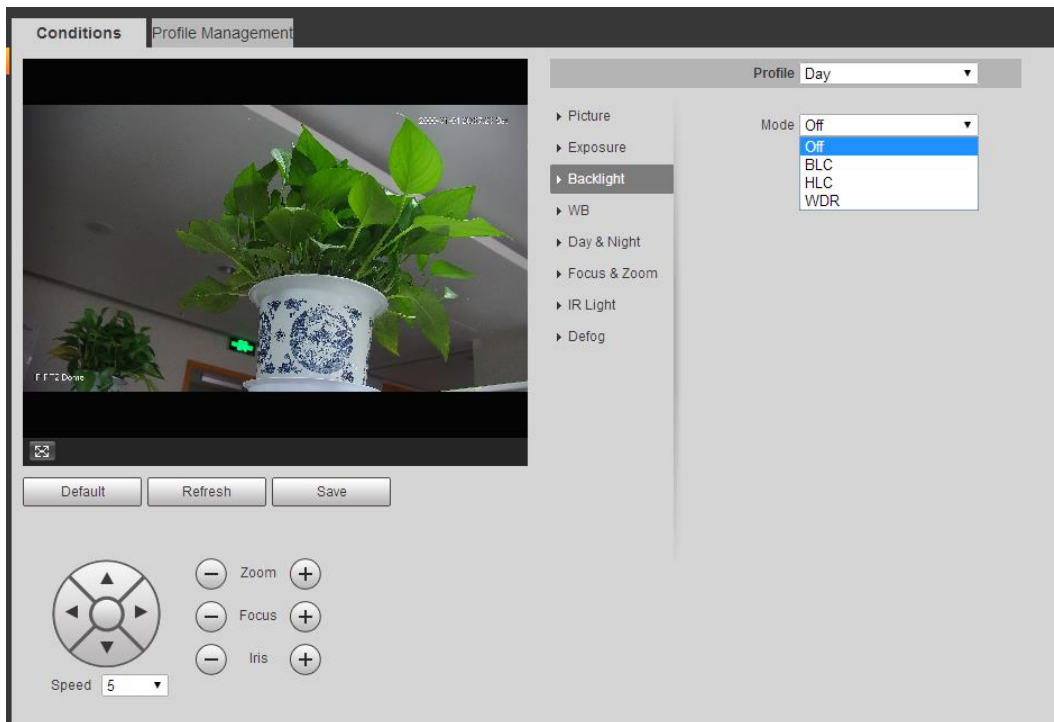 Conditions
Profile Management
Profile Day
Picture
Exposure
Backlight
WB
Day & Night
Focus & Zoom
IR Light
Defog
Mode Off
Off
BLC
HLC
WDR
Dome
Default
Refresh
Save
Zoom
Focus
Iris
Speed 5